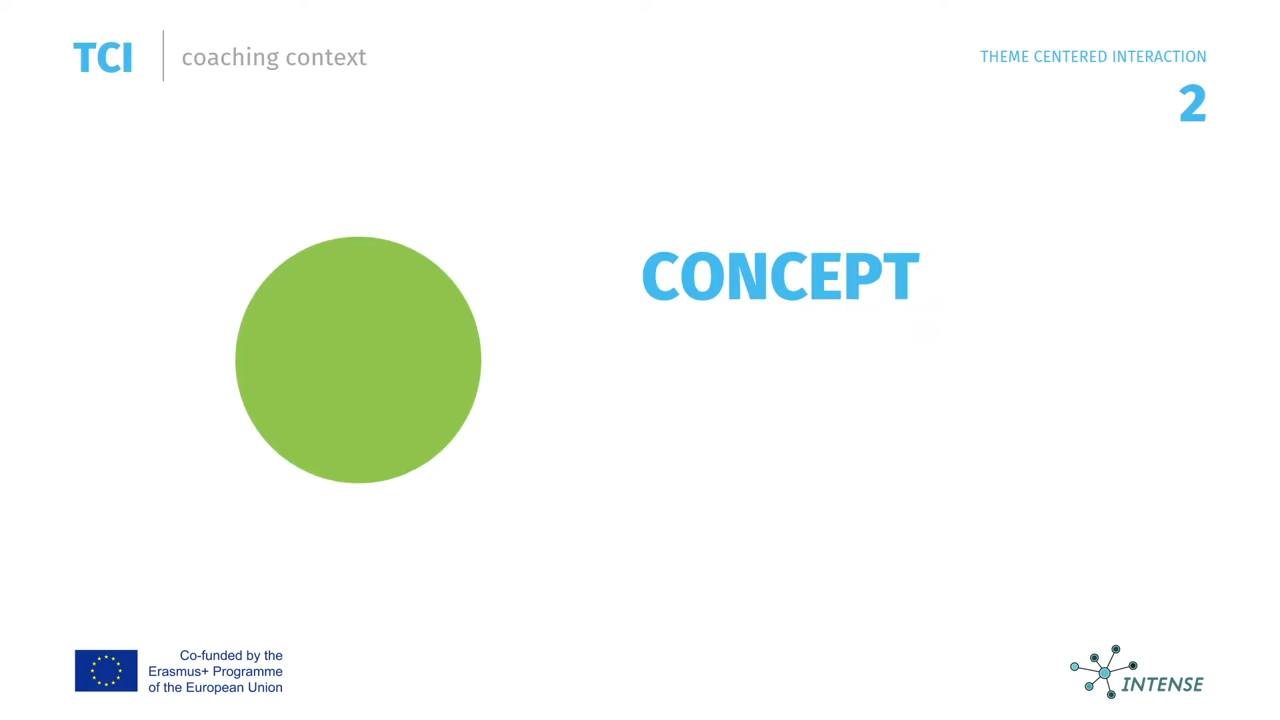 TCI
coaching context
THEME CENTERED INTERACTION
2
CONCEPT
Co-funded by the
Erasmus+ Programme
of the European Union
INTENSE